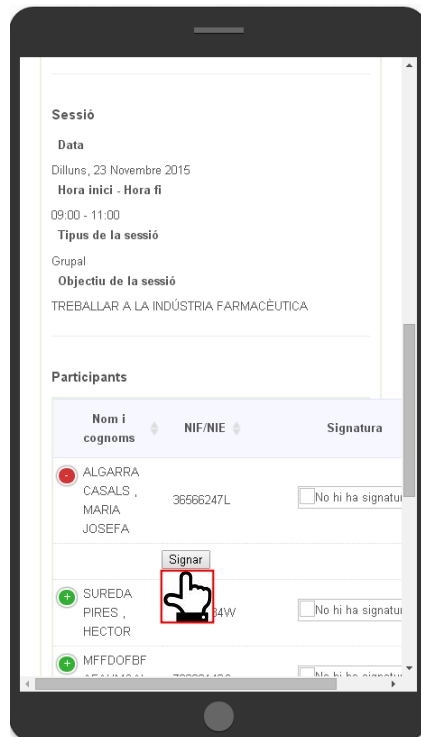 Sessió
Data
Dilluns, 23 Novembre 2015
Hora inici - Hora fi
09:00 - 11:00
Tipus de la sessió
Grupal
Objectiu de la sessió
TREBALLAR A LA INDÚSTRIA FARMACÈUTICA
Participants
Nom i cognoms NIF/NIE Signatura
ALGARRA
CASALS ,
MARIA
JOSEFA
36566247L
No hi ha signatu
Signar
SUREDA
PIRES ,
HECTOR
34W
No hi ha signatu
MFFDOFBF